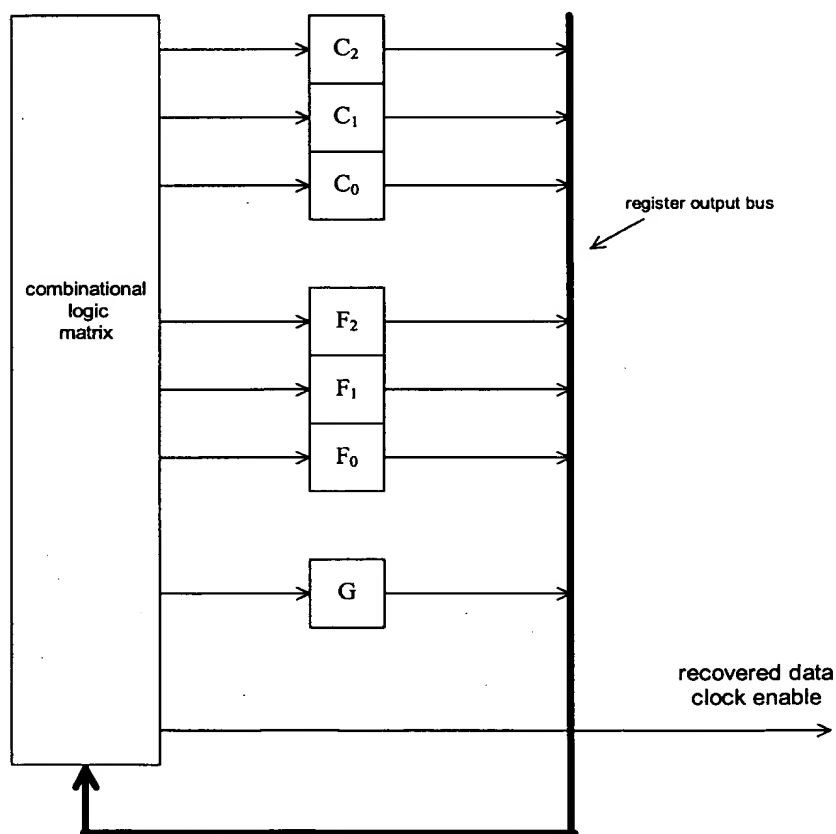 C₂
C₁
C₀
register output bus
combinational
logic
matrix
F₂
F₁
F₀
G
recovered data
clock enable